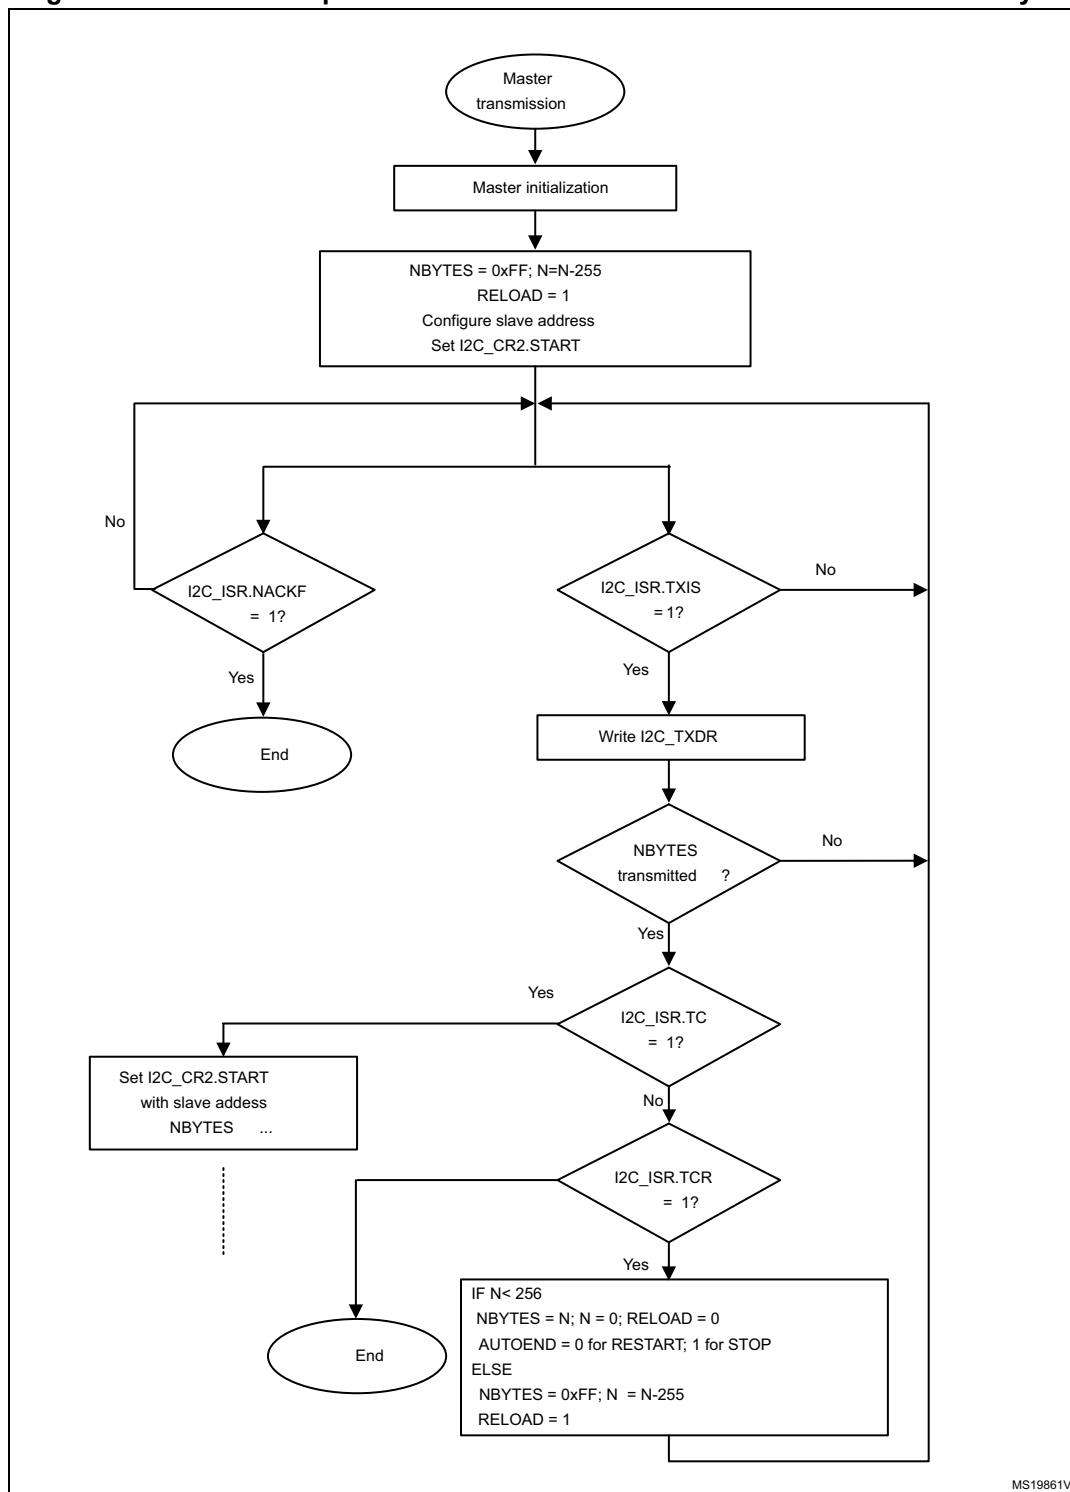 Master
transmission
Master initialization
NBYTES = 0xFF; N=N-255
RELOAD = 1
Configure slave address
Set I2C_CR2.START
No
I2C_ISR.NACKF
= 1?
Yes
End
I2C_ISR.TXIS
= 1?
No
Yes
Write I2C_TXDR
NBYTES
transmitted ?
No
Yes
I2C_ISR.TC
= 1?
Yes
Set I2C_CR2.START
with slave addess
NBYTES ...
No
I2C_ISR.TCR
= 1?
Yes
End
IF N< 256
NBYTES = N; N = 0; RELOAD = 0
AUTOEND = 0 for RESTART; 1 for STOP
ELSE
NBYTES = 0xFF; N = N-255
RELOAD = 1
MS19861V